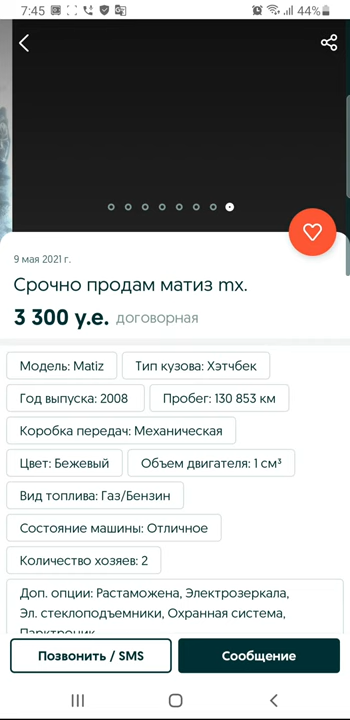 7:45
44%
9 мая 2021 г.
Срочно продам матиз mx.
3 300 у.е. договорная
Модель: Matiz
Тип кузова: Хэтчбек
Год выпуска: 2008
Пробег: 130 853 км
Коробка передач: Механическая
Цвет: Бежевый
Объем двигателя: 1 см³
Вид топлива: Газ/Бензин
Состояние машины: Отличное
Количество хозяев: 2
Доп. опции: Растаможена, Электрозеркала,
Эл. стеклоподъемники, Охранная система,
Парктроник
Позвонить / SMS
Сообщение